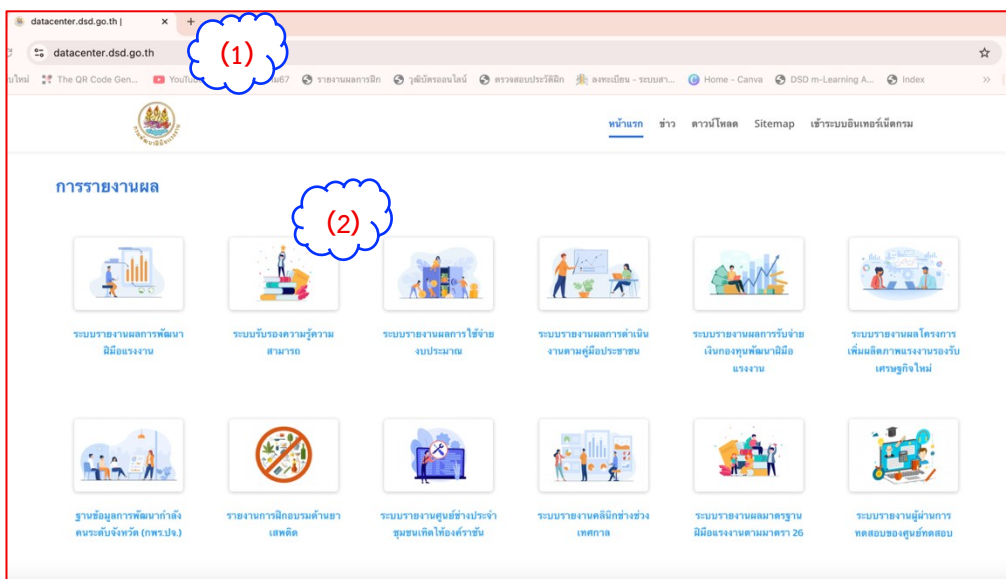 datacenter.dsd.go.th |
datacenter.dsd.go.th
(1)
The QR Code Gen... รายงานผลการฝึก วุฒิบัตรออนไลน์ ตรวจสอบประวัติฝึก ลงทะเบียน - ระบบสา... Home - Canva DSD m-Learning A... Index
หน้าแรก ข่าว ดาวน์โหลด Sitemap เข้าระบบอินเทอร์เน็ตกรม
การรายงานผล
(2)
ระบบรายงานผลการพัฒนา
ฝีมือแรงงาน
ระบบรับรองความรู้ความ
สามารถ
ระบบรายงานผลการใช้จ่าย
งบประมาณ
ระบบรายงานผลการดำเนิน
งานตามคู่มือประชาชน
ระบบรายงานผลการรับจ่าย
เงินกองทุนพัฒนาฝีมือ
แรงงาน
ระบบรายงานผลโครงการ
เพิ่มผลิตภาพแรงงานรองรับ
เศรษฐกิจใหม่
ฐานข้อมูลการพัฒนากำลัง
คนระดับจังหวัด (กพร.ปจ.)
รายงานการฝึกอบรมด้านยา
เสพติด
ระบบรายงานศูนย์ช่างประจำ
ชุมชนเทิดไท้องค์ราชัน
ระบบรายงานคลินิกช่างช่วง
เทศกาล
ระบบรายงานผลมาตรฐาน
ฝีมือแรงงานตามมาตรา 26
ระบบรายงานผู้ผ่านการ
ทดสอบของศูนย์ทดสอบ